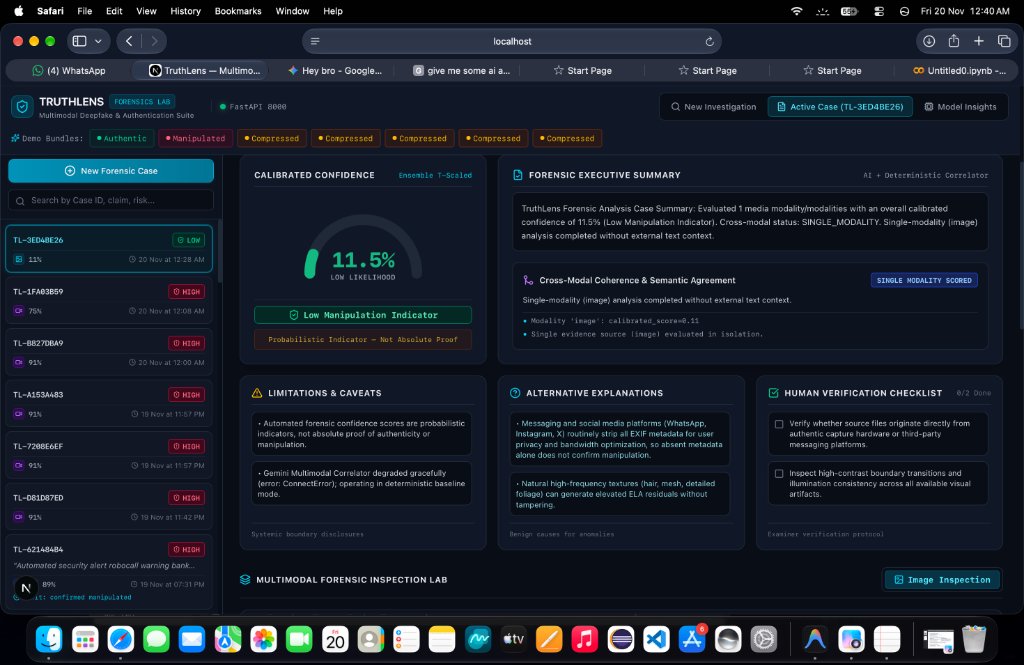 Safari File Edit View History Bookmarks Window Help
Fri 20 Nov 12:40 AM
localhost
(4) WhatsApp
TruthLens — Multimo...
Hey bro - Google...
give me some ai a...
Start Page
Start Page
Start Page
Untitled0.ipynb -...
TRUTHLENS FORENSICS LAB
Multimodal Deepfake & Authentication Suite
FastAPI 8000
New Investigation
Active Case (TL-3ED4BE26)
Model Insights
Demo Bundles: Authentic Manipulated Compressed Compressed Compressed Compressed Compressed
New Forensic Case
Search by Case ID, claim, risk...
TL-3ED4BE26 LOW
11% 20 Nov at 12:28 AM
TL-1FA03B59 HIGH
75% 20 Nov at 12:08 AM
TL-8827DBA9 HIGH
91% 20 Nov at 12:00 AM
TL-A153A483 HIGH
91% 19 Nov at 11:57 PM
TL-7208E6EF HIGH
91% 19 Nov at 11:57 PM
TL-D81D87ED HIGH
91% 19 Nov at 11:42 PM
TL-621484B4 HIGH
"Automated security alert robocall warning bank...
89% 19 Nov at 07:31 PM
N
confirmed manipulated
CALIBRATED CONFIDENCE Ensemble T-Scaled
11.5%
LOW LIKELIHOOD
Low Manipulation Indicator
Probabilistic Indicator — Not Absolute Proof
FORENSIC EXECUTIVE SUMMARY AI + Deterministic Correlator
TruthLens Forensic Analysis Case Summary: Evaluated 1 media modality/modalities with an overall calibrated
confidence of 11.5% (Low Manipulation Indicator). Cross-modal status: SINGLE_MODALITY. Single-modality (image)
analysis completed without external text context.
Cross-Modal Coherence & Semantic Agreement SINGLE MODALITY SCORED
Single-modality (image) analysis completed without external text context.
• Modality 'image': calibrated_score=0.11
• Single evidence source (image) evaluated in isolation.
LIMITATIONS & CAVEATS
• Automated forensic confidence scores are probabilistic
indicators, not absolute proof of authenticity or
manipulation.
• Gemini Multimodal Correlator degraded gracefully
(error: ConnectError); operating in deterministic baseline
mode.
Systemic boundary disclosures
ALTERNATIVE EXPLANATIONS
• Messaging and social media platforms (WhatsApp,
Instagram, X) routinely strip all EXIF metadata for user
privacy and bandwidth optimization, so absent metadata
alone does not confirm manipulation.
• Natural high-frequency textures (hair, mesh, detailed
foliage) can generate elevated ELA residuals without
tampering.
Benign causes for anomalies
HUMAN VERIFICATION CHECKLIST 0/2 Done
Verify whether source files originate directly from
authentic capture hardware or third-party
messaging platforms.
Inspect high-contrast boundary transitions and
illumination consistency across all available visual
artifacts.
Examiner verification protocol
MULTIMODAL FORENSIC INSPECTION LAB
Image Inspection
20
tv
6